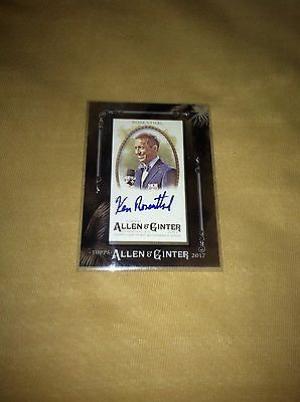 ROSENTHAL
Ken Rosenthal
ALLEN & GINTER
TOPPS ALLEN & GINTER 2017